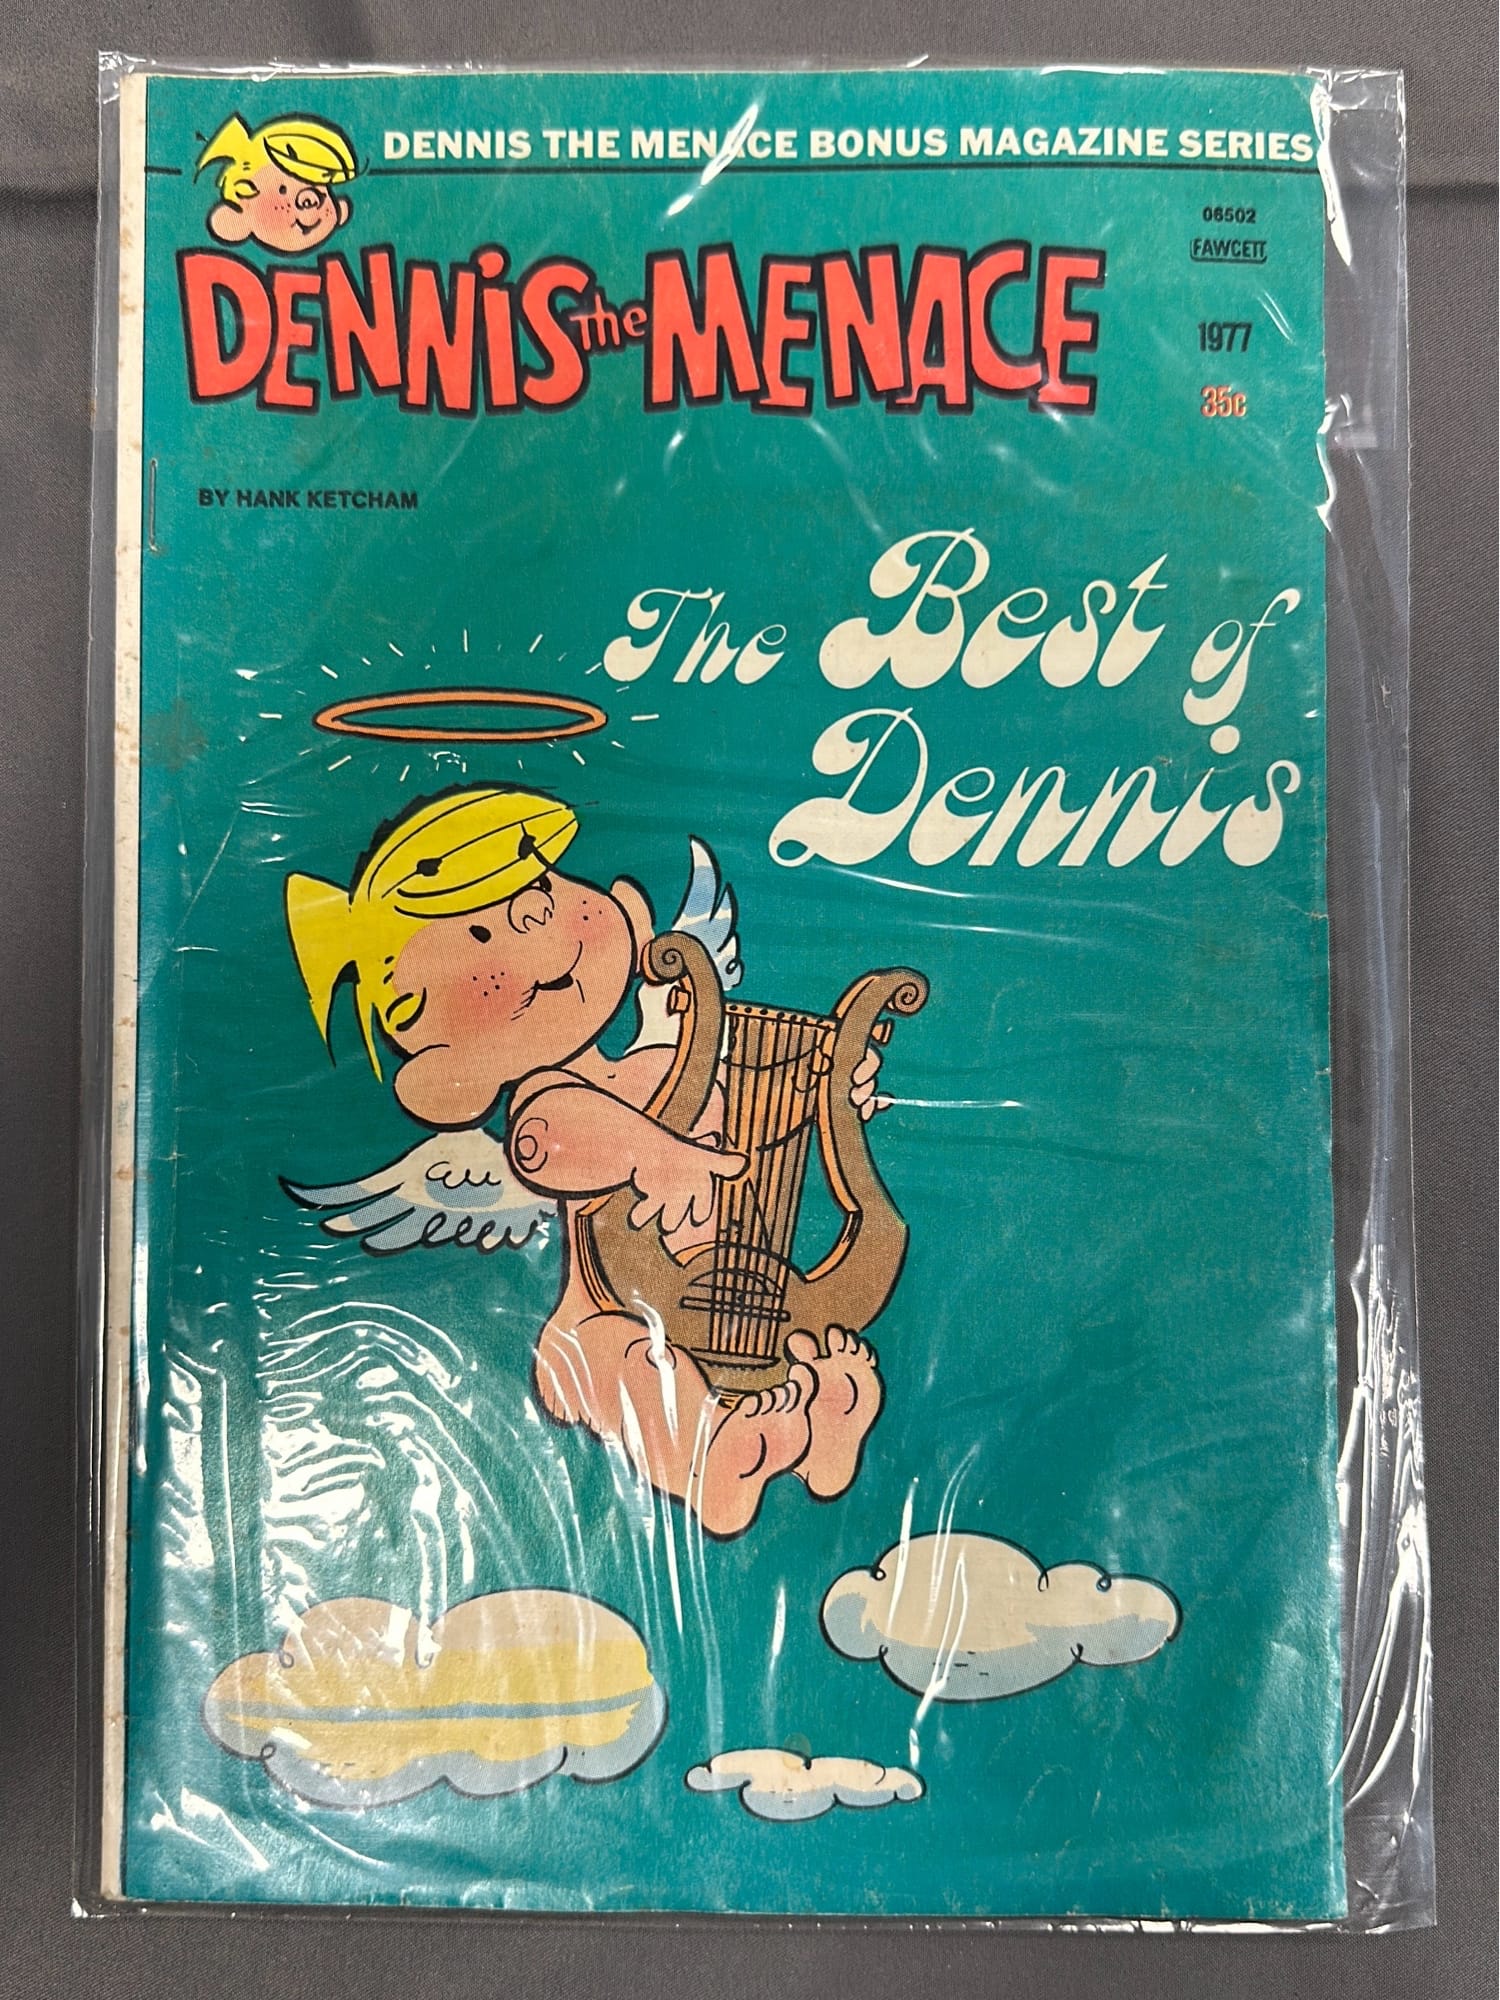 DENNIS THE MENACE BONUS MAGAZINE SERIES
06502
FAWCETT
DENNiS the MENACE
1977
35¢
BY HANK KETCHAM
The Best of
Dennis